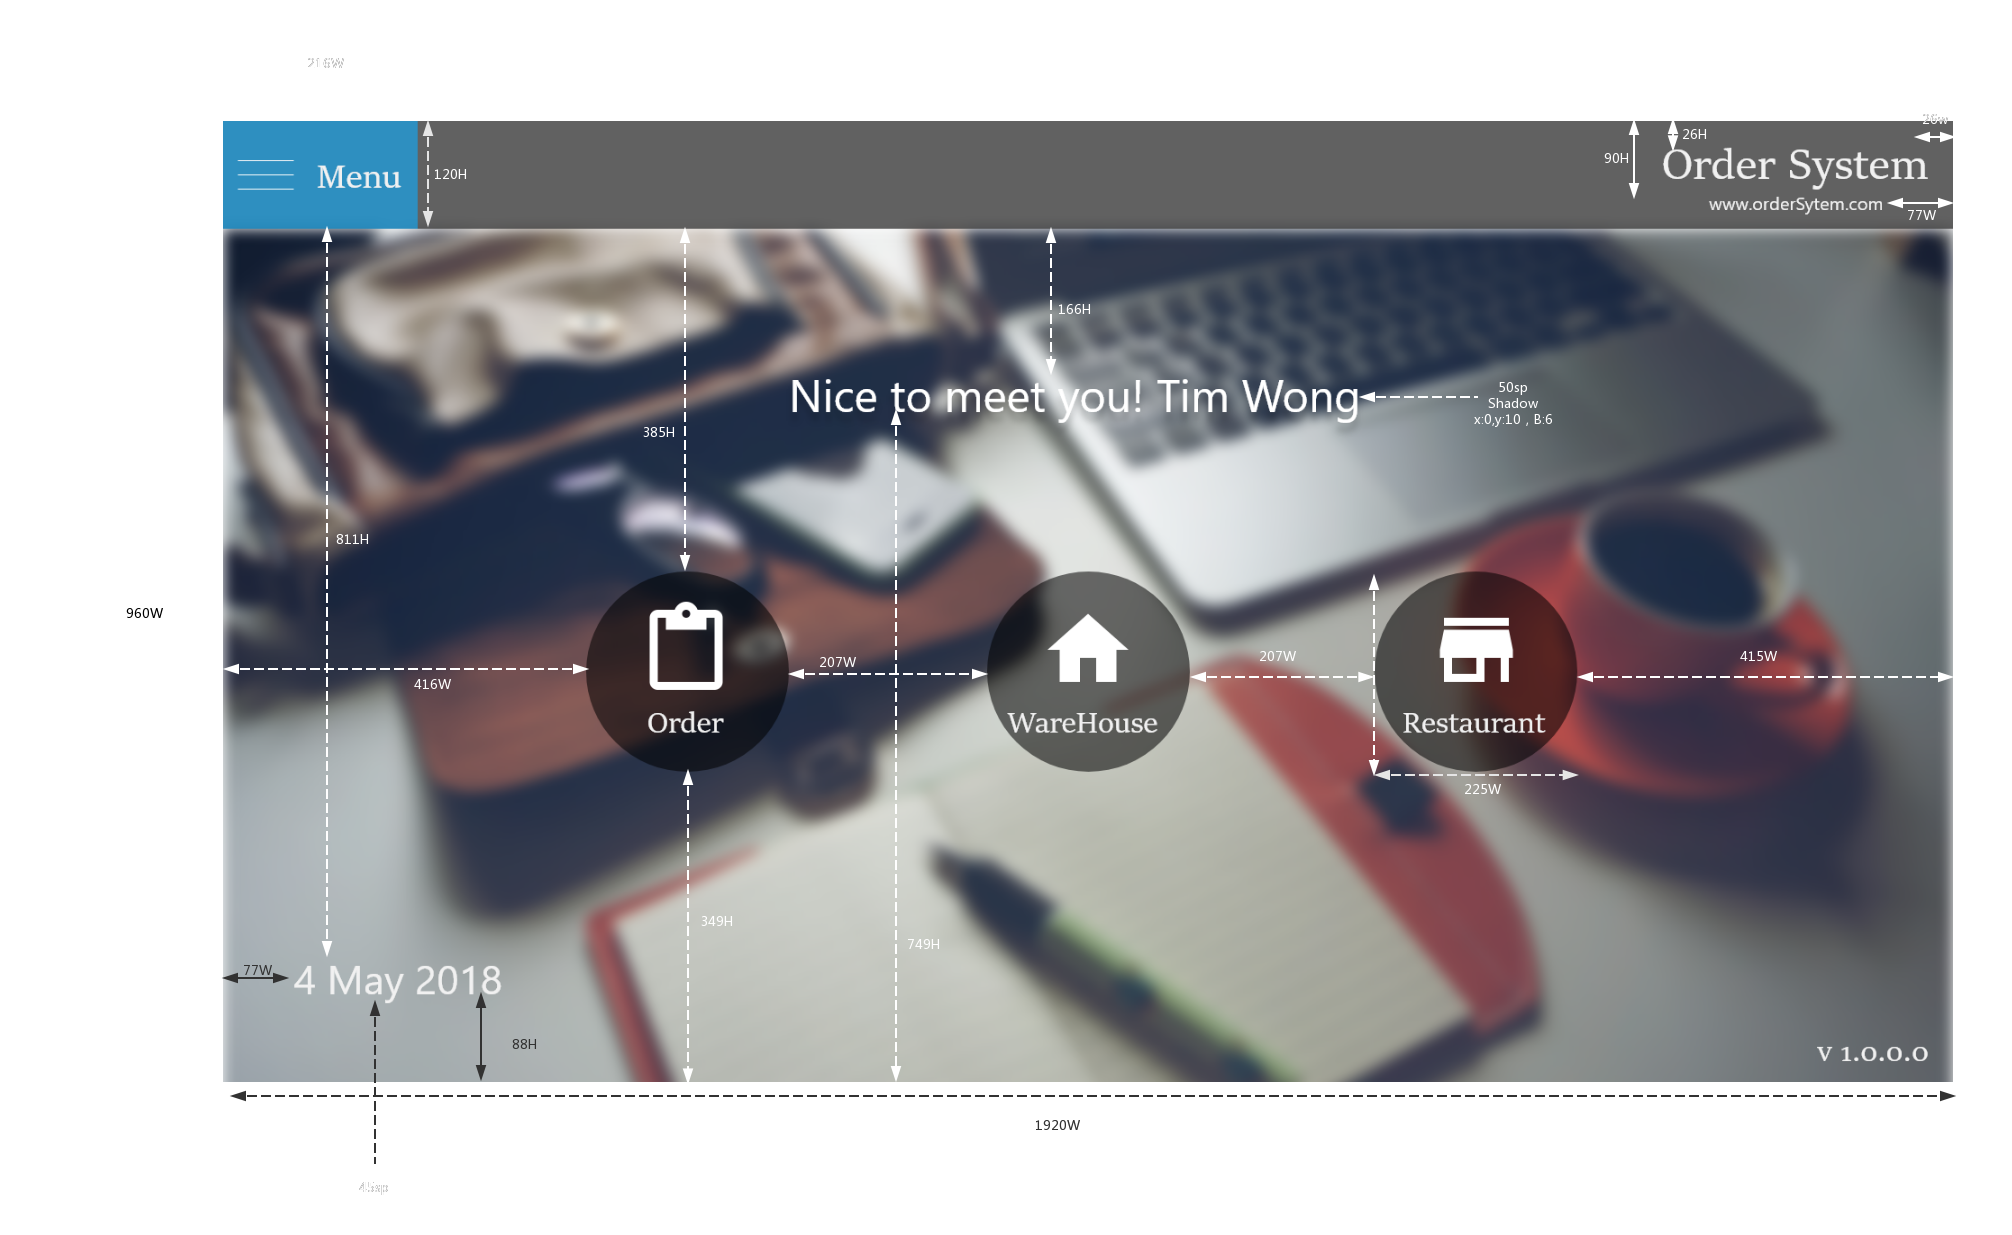 216W
26w
26H
90H
Menu
120H
Order System
www.orderSytem.com
77W
166H
Nice to meet you! Tim Wong
50sp
Shadow
x:0,y:10 , B:6
385H
811H
960W
416W
207W
207W
415W
Order
WareHouse
Restaurant
225W
349H
749H
77W
4 May 2018
88H
V 1.0.0.0
1920W
45sp